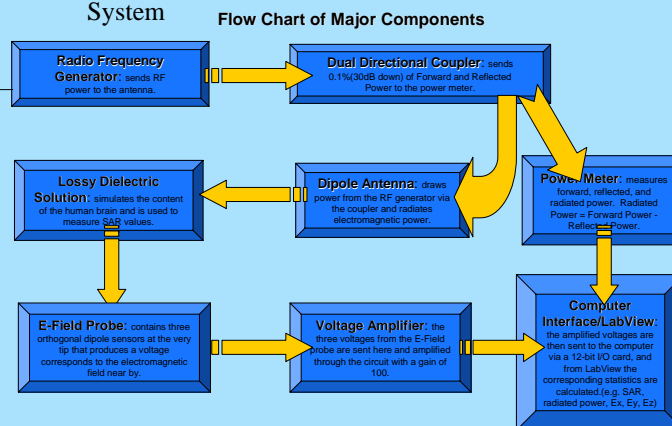 System
Flow Chart of Major Components
Radio Frequency
Generator: sends RF
power to the antenna.
Dual Directional Coupler: sends
0.1%(30dB down) of Forward and Reflected
Power to the power meter.
Lossy Dielectric
Solution: simulates the content
of the human brain and is used to
measure SAR values.
Dipole Antenna: draws
power from the RF generator via
the coupler and radiates
electromagnetic power.
Power Meter: measures
forward, reflected, and
radiated power. Radiated
Power = Forward Power -
Reflected Power.
E-Field Probe: contains three
orthogonal dipole sensors at the very
tip that produces a voltage
corresponds to the electromagnetic
field near by.
Voltage Amplifier: the
three voltages from the E-Field
probe are sent here and amplified
through the circuit with a gain of
100.
Computer
Interface/LabView:
the amplified voltages are
then sent to the computer
via a 12-bit I/O card, and
from LabView the
corresponding statistics are
calculated.(e.g. SAR,
radiated power, Ex, Ey, Ez)